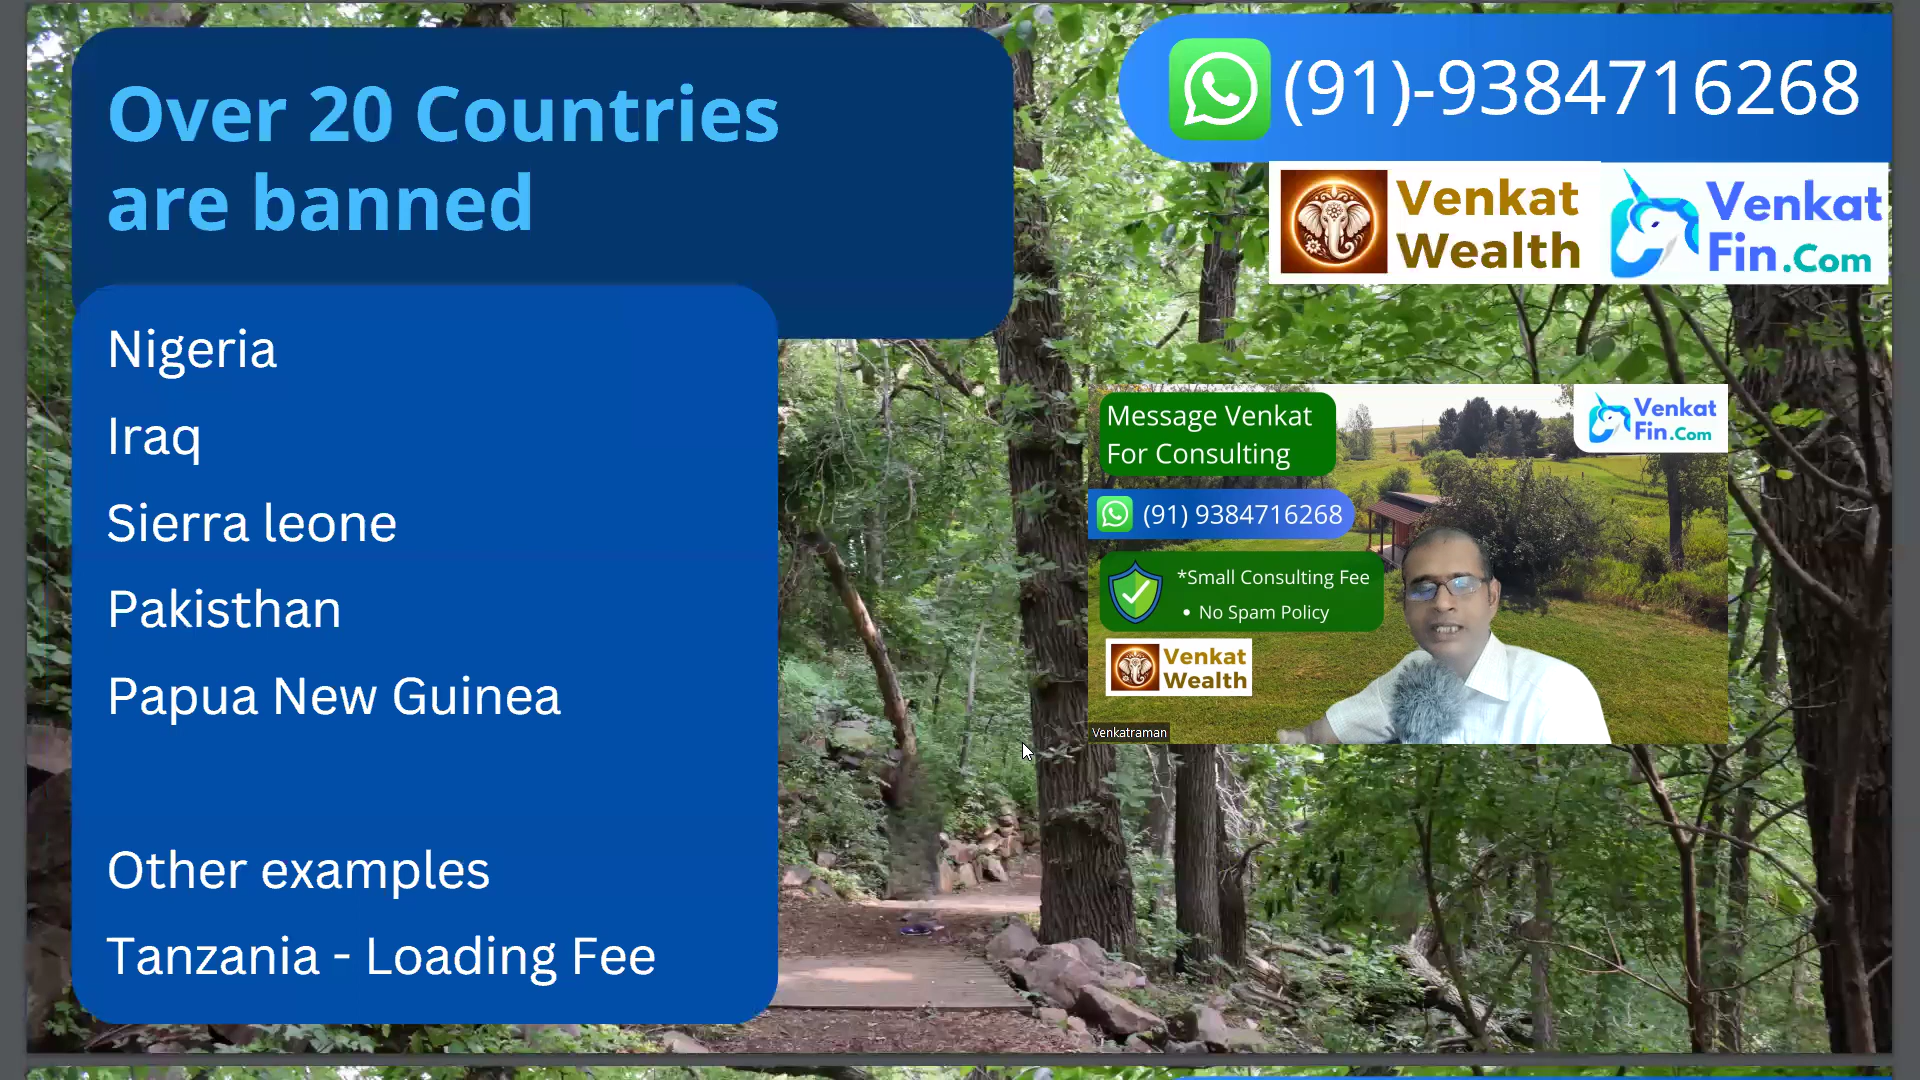 Over 20 Countries
are banned
Nigeria
Iraq
Sierra leone
Pakisthan
Papua New Guinea
Other examples
Tanzania - Loading Fee
(91)-9384716268
Venkat
Wealth
Venkat
Fin.Com
Message Venkat
For Consulting
Venkat
Fin.Com
(91) 9384716268
*Small Consulting Fee
• No Spam Policy
Venkat
Wealth
Venkatraman